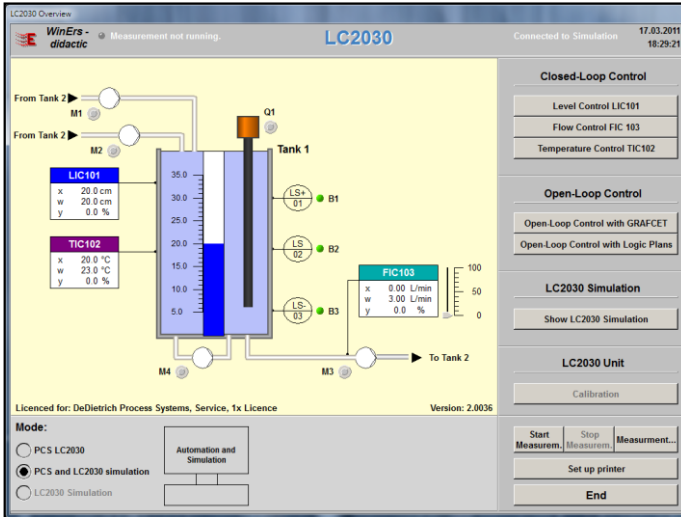 LC2030 Overview
WinErs -
didactic
Measurement not running.
LC2030
Connected to Simulation
17.03.2011
18:29:21
From Tank 2
M1
From Tank 2
M2
Q1
Tank 1
LIC101
x 20.0 cm
w 20.0 cm
y 0.0 %
TIC102
x 20.0 °C
w 23.0 °C
y 0.0 %
35.0
30.0
25.0
20.0
15.0
10.0
5.0
LS+
01
B1
LS
02
B2
LS-
03
B3
FIC103
x 0.00 L/min
w 3.00 L/min
y 0.0 %
100
50
0
M4
M3
To Tank 2
Licenced for: DeDietrich Process Systems, Service, 1x Licence
Version: 2.0036
Closed-Loop Control
Level Control LIC101
Flow Control FIC 103
Temperature Control TIC102
Open-Loop Control
Open-Loop Control with GRAFCET
Open-Loop Control with Logic Plans
LC2030 Simulation
Show LC2030 Simulation
LC2030 Unit
Calibration
Mode:
PCS LC2030
PCS and LC2030 simulation
LC2030 Simulation
Automation and
Simulation
Start
Measurem.
Stop
Measurem.
Measurment...
Set up printer
End